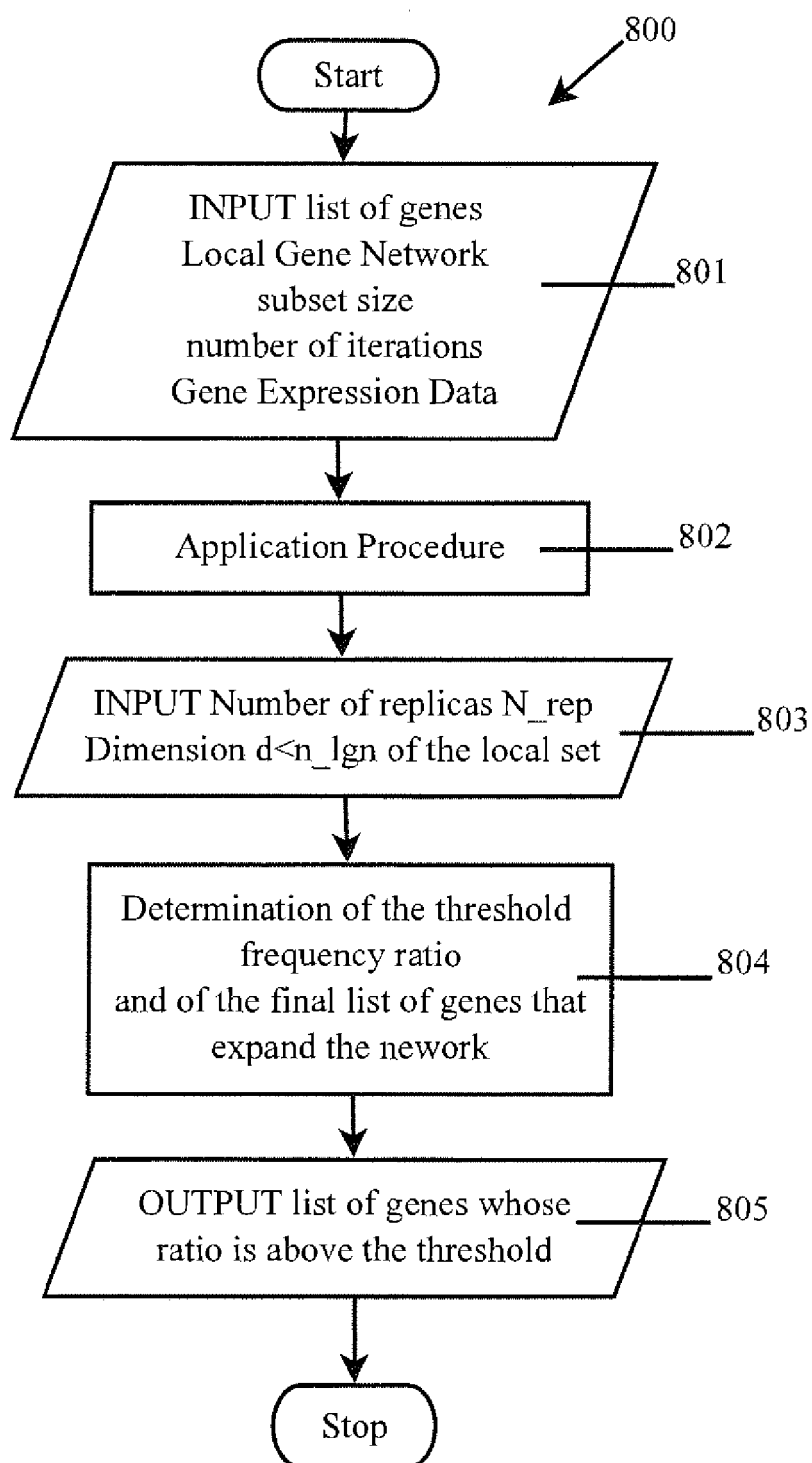 800
Start
INPUT list of genes
Local Gene Network
subset size
number of iterations
Gene Expression Data
801
Application Procedure
802
INPUT Number of replicas N_rep
Dimension d<n_lgn of the local set
803
Determination of the threshold
frequency ratio
and of the final list of genes that
expand the nework
804
OUTPUT list of genes whose
ratio is above the threshold
805
Stop